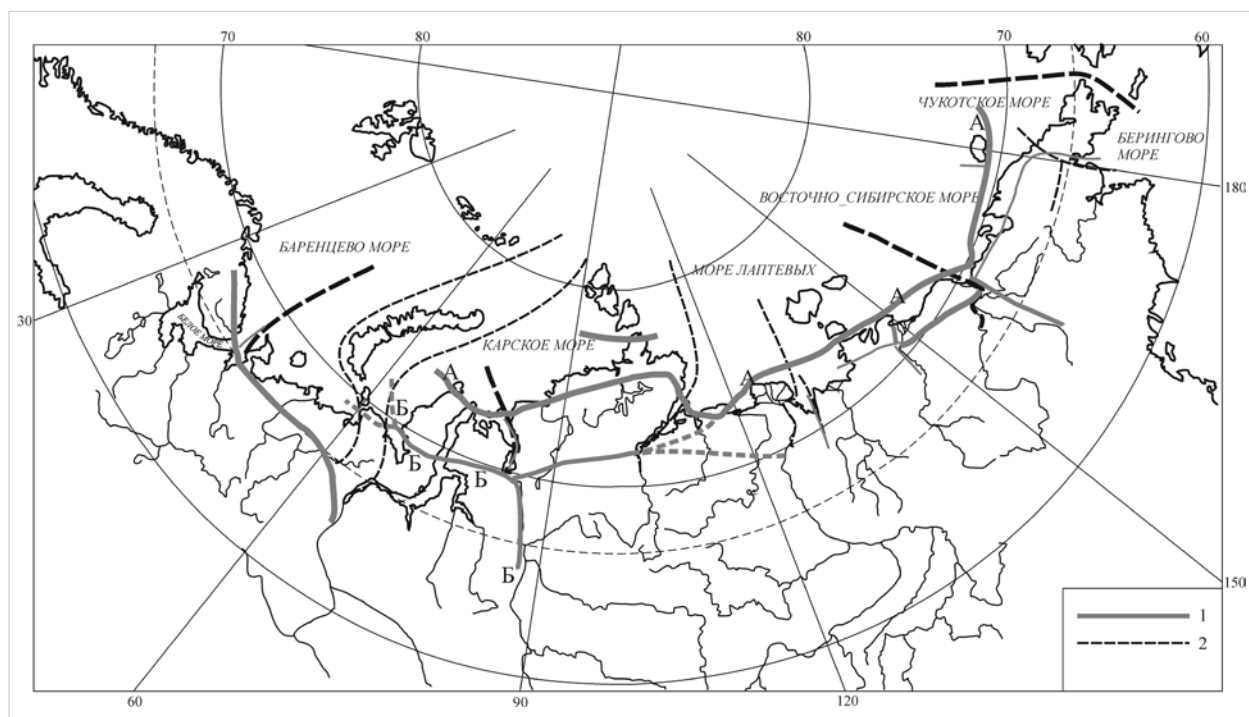 70
80
80
70
60
ЧУКОТСКОЕ МОРЕ
А
БЕРИНГОВО
МОРЕ
180
ВОСТОЧНО_СИБИРСКОЕ МОРЕ
БАРЕНЦЕВО МОРЕ
МОРЕ ЛАПТЕВЫХ
А
30
БЕЛОЕ МОРЕ
КАРСКОЕ МОРЕ
А
А
Б
Б
Б
Б
150
1
2
60
90
120